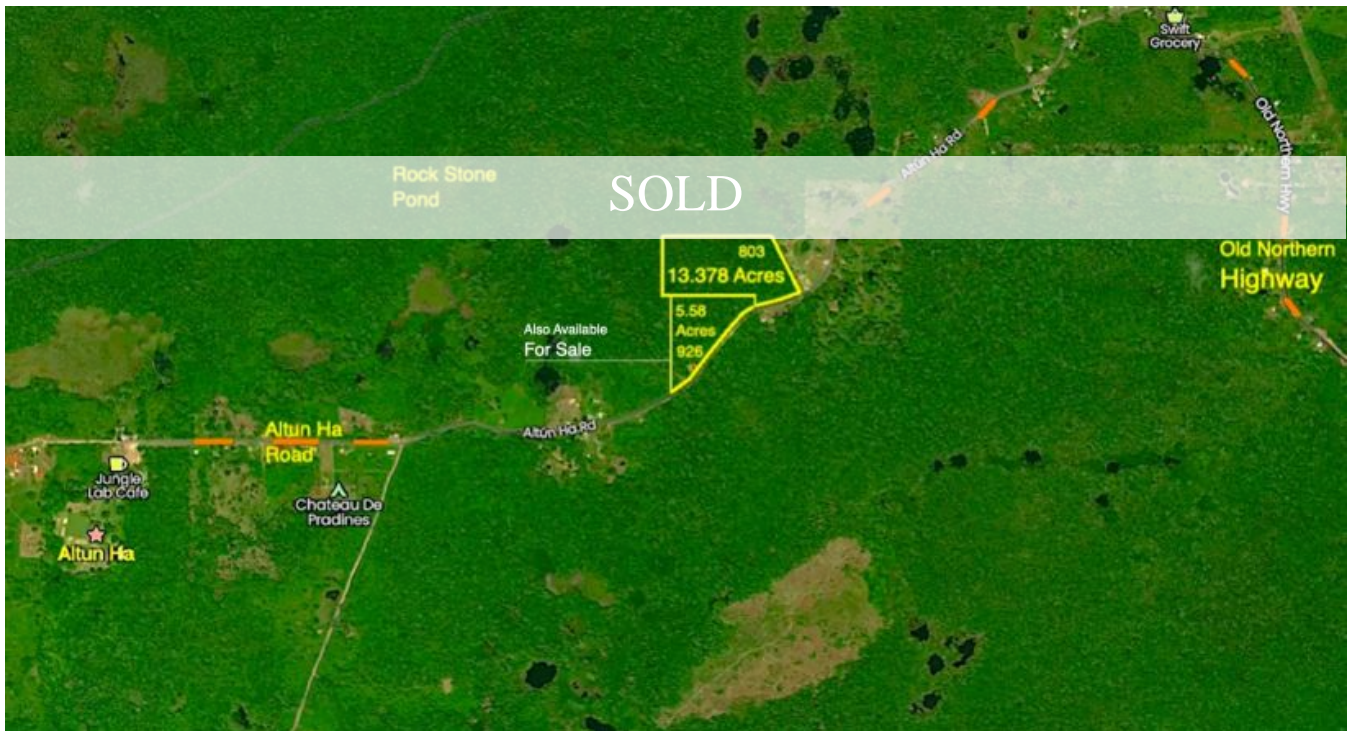 Swift
Grocery
Old Northern Hwy
Altún Ha Rd
Rock Stone
Pond
SOLD
803
13.378 Acres
Old Northern
Highway
5.58
Acres
926
Also Available
For Sale
Altún Ha Rd
Altun Ha
Road
Jungle
Lab Cafe
Chateau De
Pradines
Altun Ha